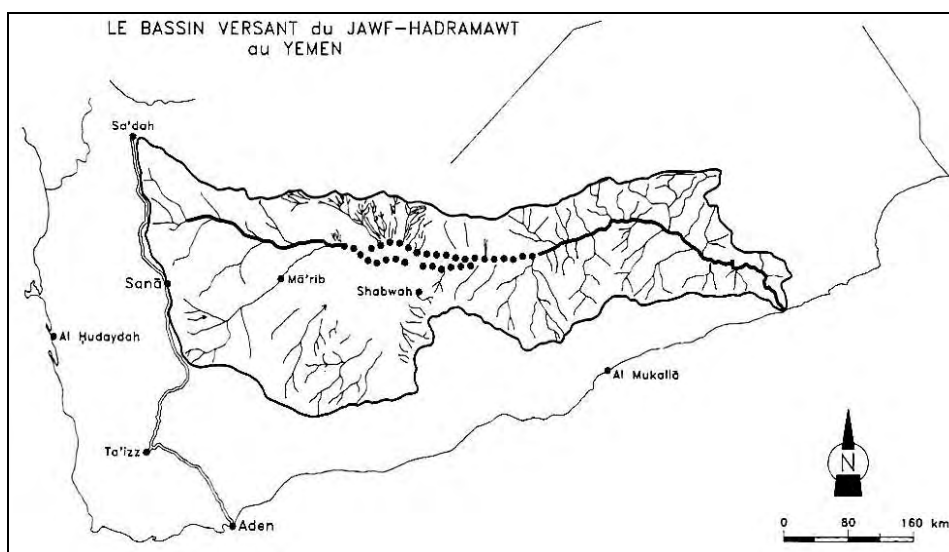 LE BASSIN VERSANT du JAWF-HADRAMAWT
au YEMEN
Sa'dah
Sanā
Mā'rib
Shabwah
Al Ḩudaydah
Al Mukallā
Ta'izz
Aden
N
0 80 160 km